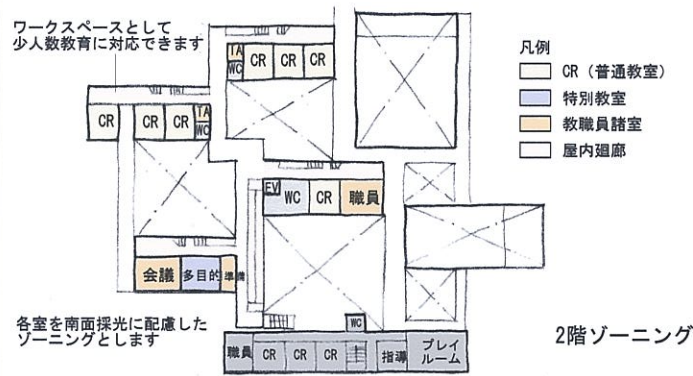 ワークスペースとして
少人数教育に対応できます
TA
WC
CR
CR
CR
凡例
CR（普通教室）
特別教室
教職員諸室
屋内廻廊
CR
CR
CR
TA
WC
EV
WC
CR
職員
会議
多目的
準備
各室を南面採光に配慮した
ゾーニングとします
WC
職員
CR
CR
CR
指導
プレイ
ルーム
2階ゾーニング